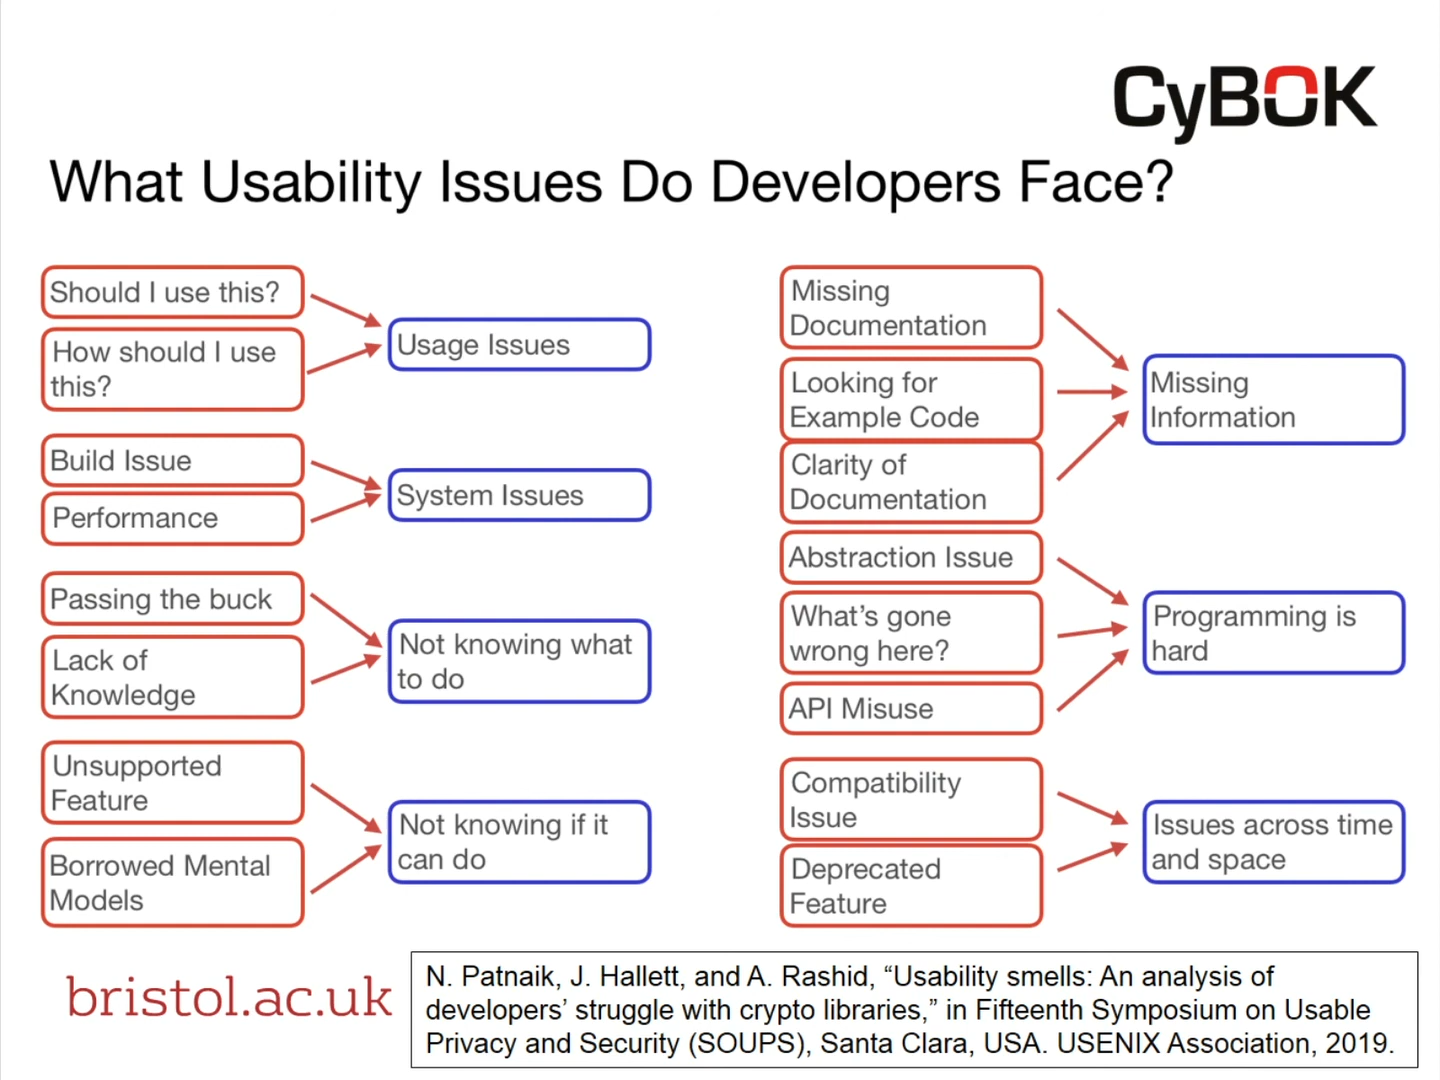 CyBOK
What Usability Issues Do Developers Face?
Should I use this?
How should I use
this?
Usage Issues
Build Issue
Performance
System Issues
Passing the buck
Lack of
Knowledge
Not knowing what
to do
Unsupported
Feature
Borrowed Mental
Models
Not knowing if it
can do
Missing
Documentation
Looking for
Example Code
Clarity of
Documentation
Missing
Information
Abstraction Issue
What's gone
wrong here?
API Misuse
Programming is
hard
Compatibility
Issue
Deprecated
Feature
Issues across time
and space
bristol.ac.uk
N. Patnaik, J. Hallett, and A. Rashid, “Usability smells: An analysis of
developers’ struggle with crypto libraries,” in Fifteenth Symposium on Usable
Privacy and Security (SOUPS), Santa Clara, USA. USENIX Association, 2019.